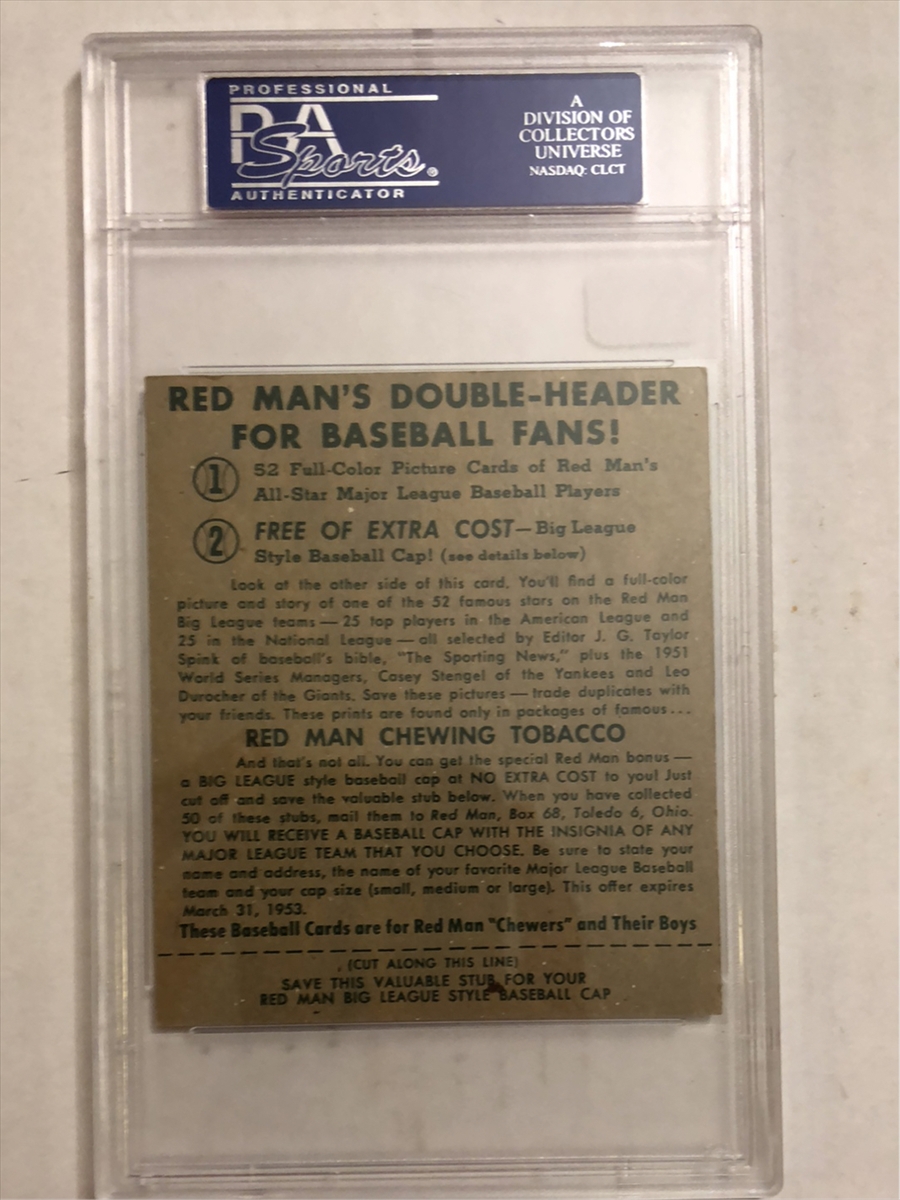 PROFESSIONAL
PSA
Sports®
AUTHENTICATOR
A
DIVISION OF
COLLECTORS
UNIVERSE
NASDAQ: CLCT
RED MAN'S DOUBLE-HEADER
FOR BASEBALL FANS!
1 52 Full-Color Picture Cards of Red Man's
All-Star Major League Baseball Players
2 FREE OF EXTRA COST—Big League
Style Baseball Cap! (see details below)
Look at the other side of this card. You'll find a full-color
picture and story of one of the 52 famous stars on the Red Man
Big League teams — 25 top players in the American League and
25 in the National League — all selected by Editor J. G. Taylor
Spink of baseball's bible, "The Sporting News," plus the 1951
World Series Managers, Casey Stengel of the Yankees and Leo
Durocher of the Giants. Save these pictures — trade duplicates with
your friends. These prints are found only in packages of famous...
RED MAN CHEWING TOBACCO
And that's not all. You can get the special Red Man bonus —
a BIG LEAGUE style baseball cap at NO EXTRA COST to you! Just
cut off and save the valuable stub below. When you have collected
50 of these stubs, mail them to Red Man, Box 68, Toledo 6, Ohio.
YOU WILL RECEIVE A BASEBALL CAP WITH THE INSIGNIA OF ANY
MAJOR LEAGUE TEAM THAT YOU CHOOSE. Be sure to state your
name and address, the name of your favorite Major League Baseball
team and your cap size (small, medium or large). This offer expires
March 31, 1953.
These Baseball Cards are for Red Man "Chewers" and Their Boys
(CUT ALONG THIS LINE)
SAVE THIS VALUABLE STUB FOR YOUR
RED MAN BIG LEAGUE STYLE BASEBALL CAP